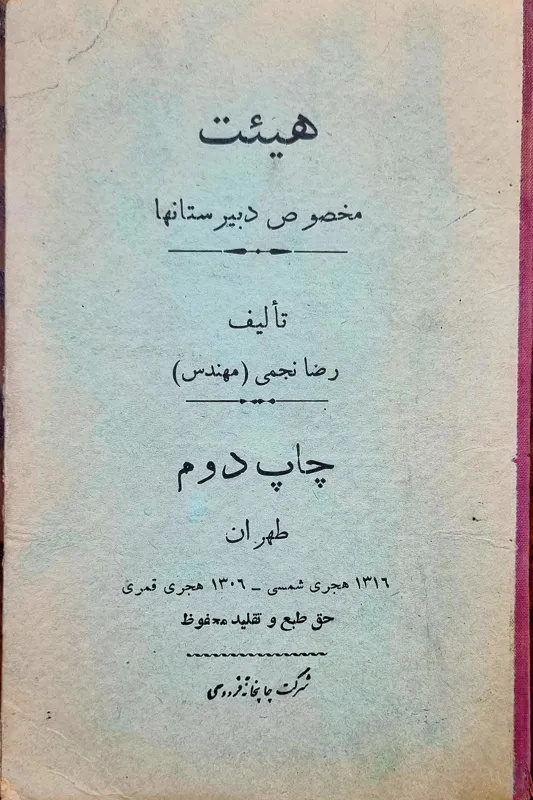 هیئت
مخصوص دبیرستانها
تألیف
رضا نجمی (مهندس)
چاپ دوم
طهران
۱۳۱۶ هجری شمسی ـ ۱۳۰۶ هجری قمری
حق طبع و تقلید محفوظ
شرکت چاپخانه فردوسی